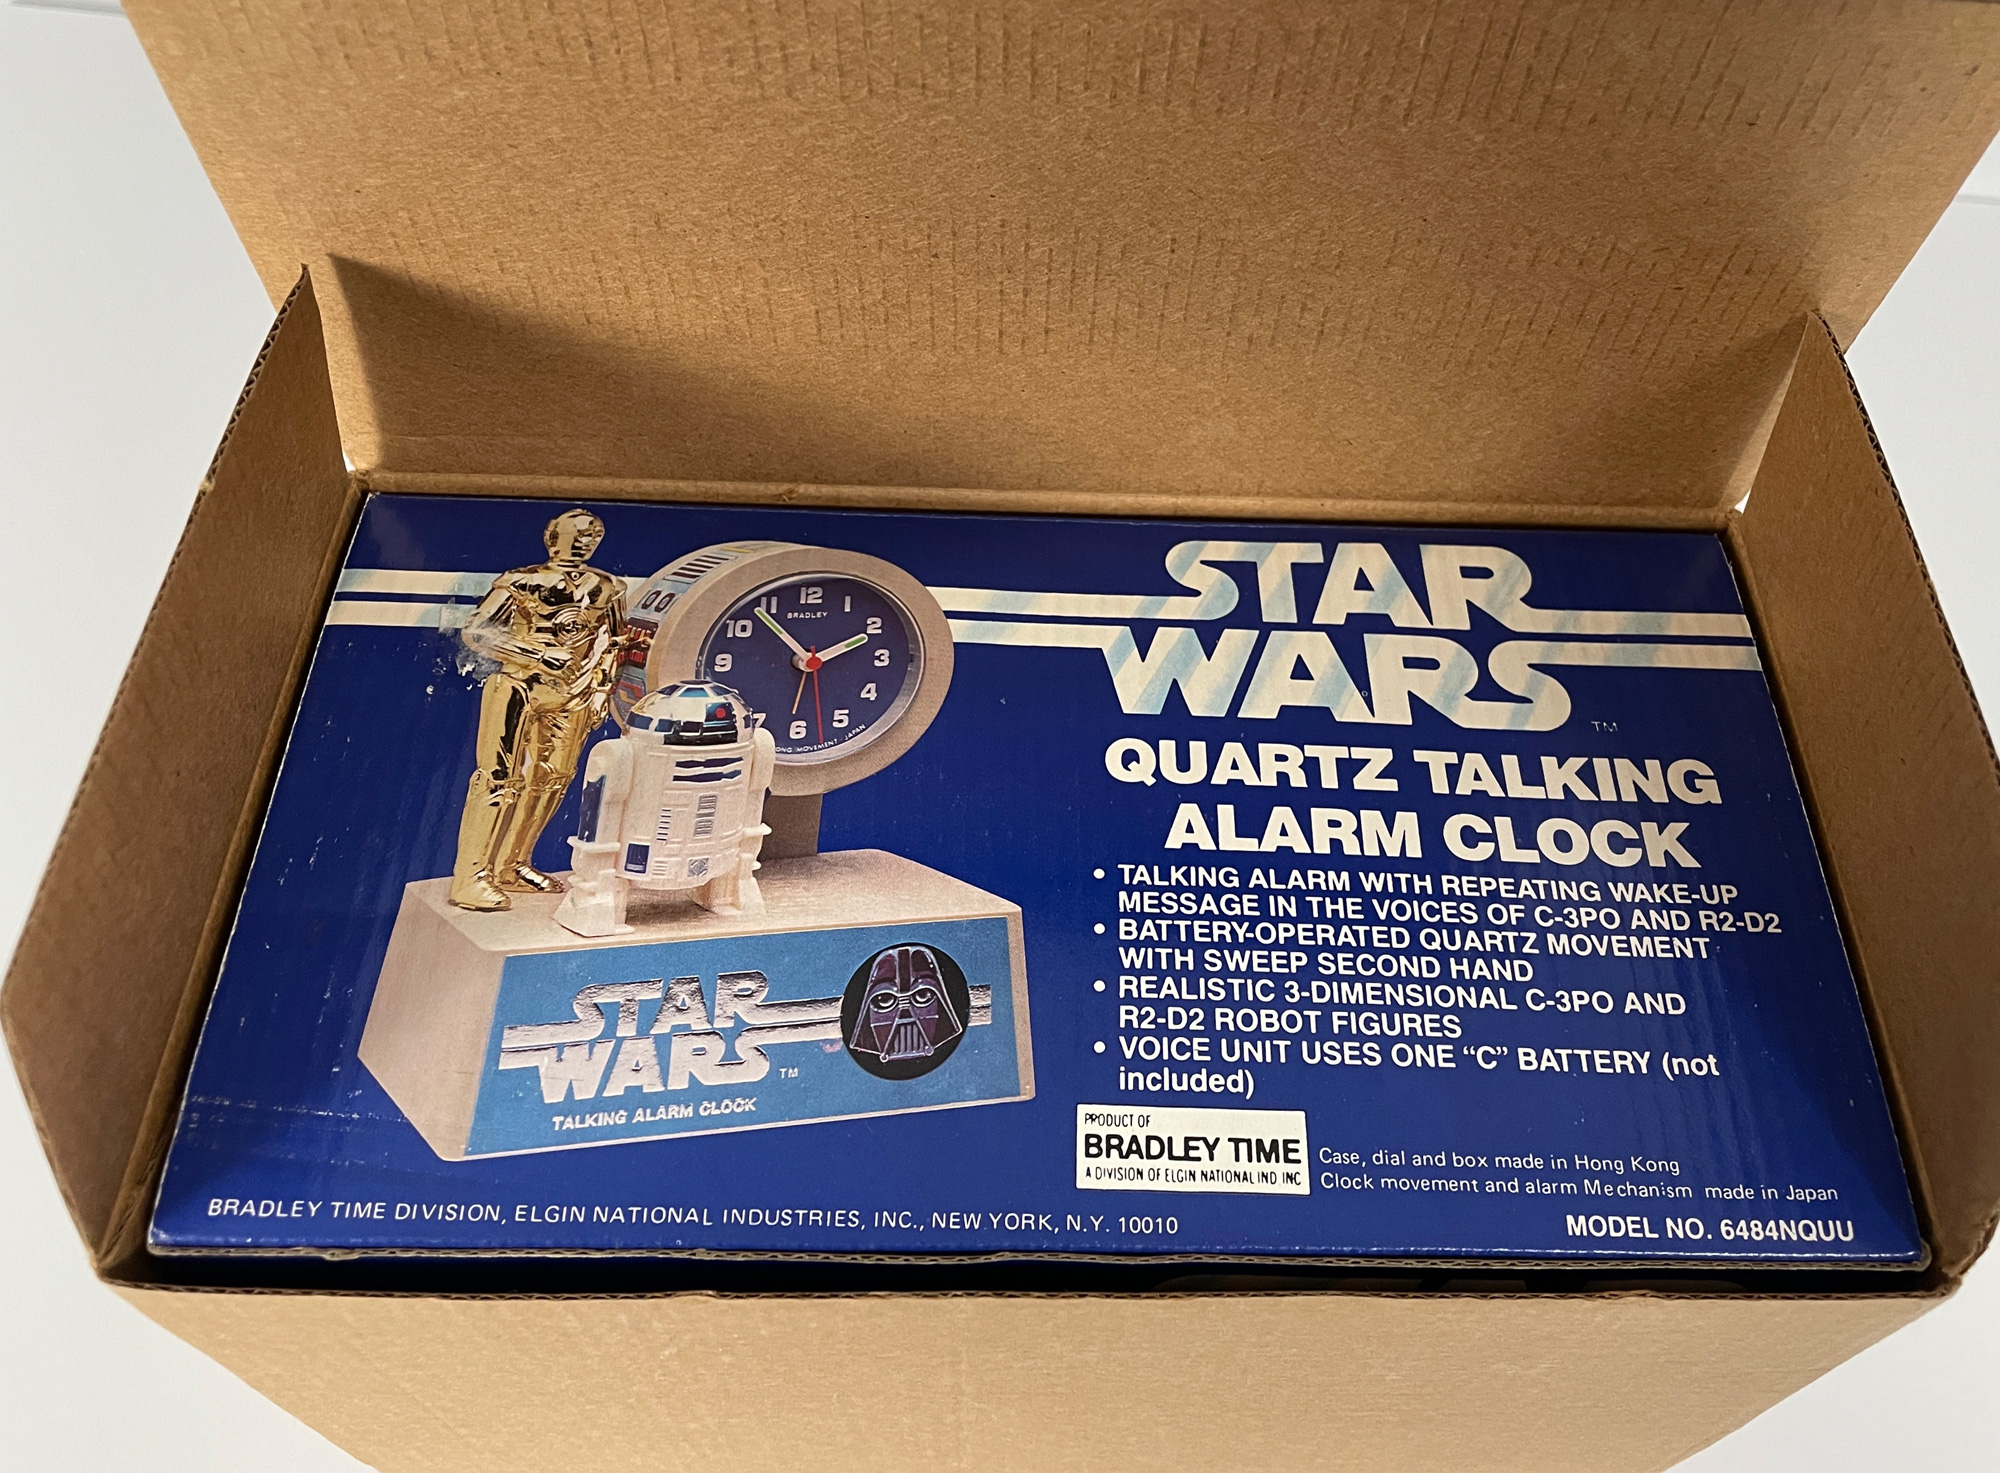 STAR
WARS
TM
QUARTZ TALKING
ALARM CLOCK
• TALKING ALARM WITH REPEATING WAKE-UP
MESSAGE IN THE VOICES OF C-3PO AND R2-D2
• BATTERY-OPERATED QUARTZ MOVEMENT
WITH SWEEP SECOND HAND
• REALISTIC 3-DIMENSIONAL C-3PO AND
R2-D2 ROBOT FIGURES
• VOICE UNIT USES ONE “C” BATTERY (not
included)
PRODUCT OF
BRADLEY TIME
A DIVISION OF ELGIN NATIONAL IND INC
Case, dial and box made in Hong Kong
Clock movement and alarm Mechanism made in Japan
MODEL NO. 6484NQUU
BRADLEY TIME DIVISION, ELGIN NATIONAL INDUSTRIES, INC., NEW YORK, N.Y. 10010
12
11
1
BRADLEY
10
2
9
3
4
7
5
6
MOVEMENT JAPAN
00
STAR
WARS
TM
TALKING ALARM CLOCK